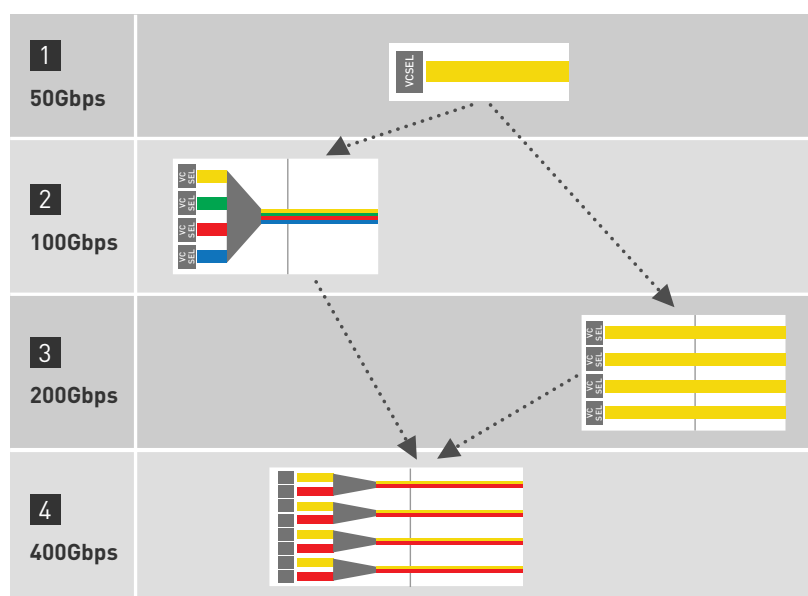 1
50Gbps
VCSEL
2
100Gbps
VC
SEL
VC
SEL
VC
SEL
VC
SEL
3
200Gbps
VC
SEL
VC
SEL
VC
SEL
VC
SEL
4
400Gbps